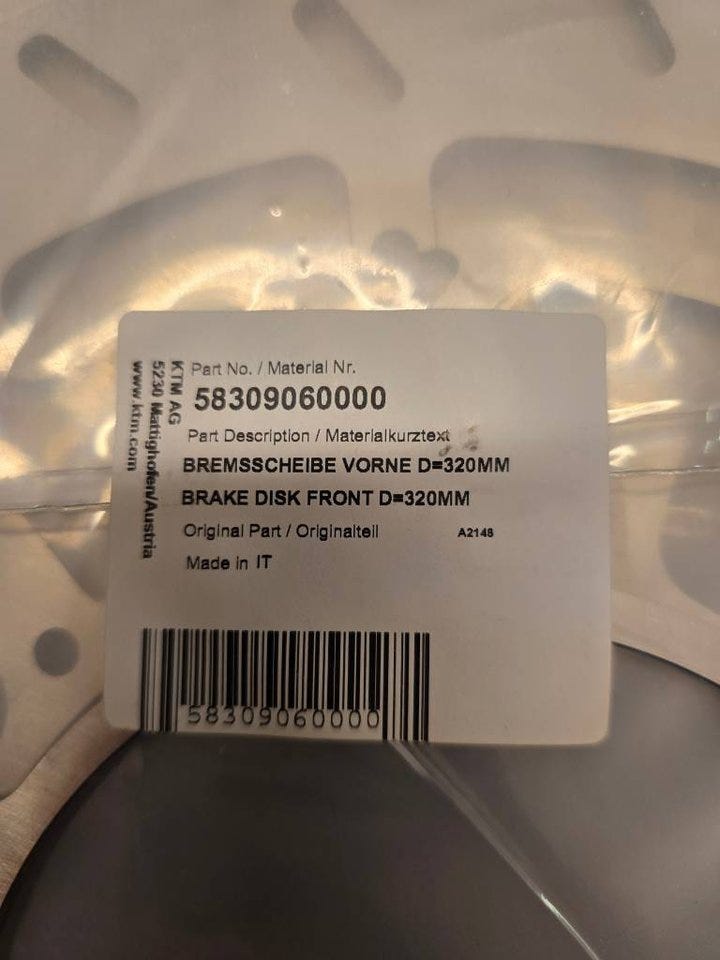 KTM AG
5230 Mattighofen/Austria
www.ktm.com
Part No. / Material Nr.
58309060000
Part Description / Materialkurztext
BREMSSCHEIBE VORNE D=320MM
BRAKE DISK FRONT D=320MM
Original Part / Originalteil A2148
Made in IT
58309060000